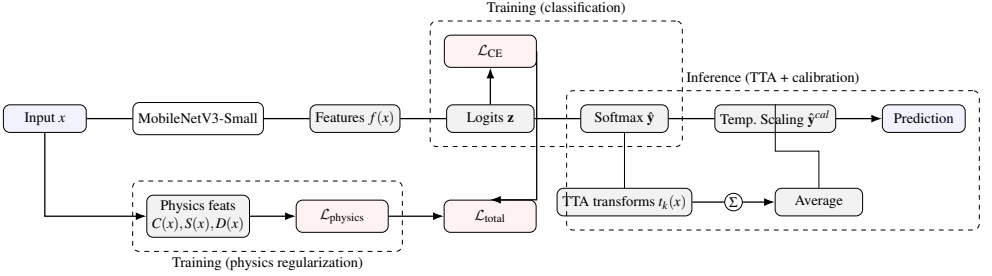 Training (classification)
ℒ_CE
Inference (TTA + calibration)
Input x
MobileNetV3-Small
Features f(x)
Logits z
Softmax ŷ
Temp. Scaling ŷ^cal
Prediction
Physics feats
C(x), S(x), D(x)
ℒ_physics
ℒ_total
TTA transforms t_k(x)
Σ
Average
Training (physics regularization)